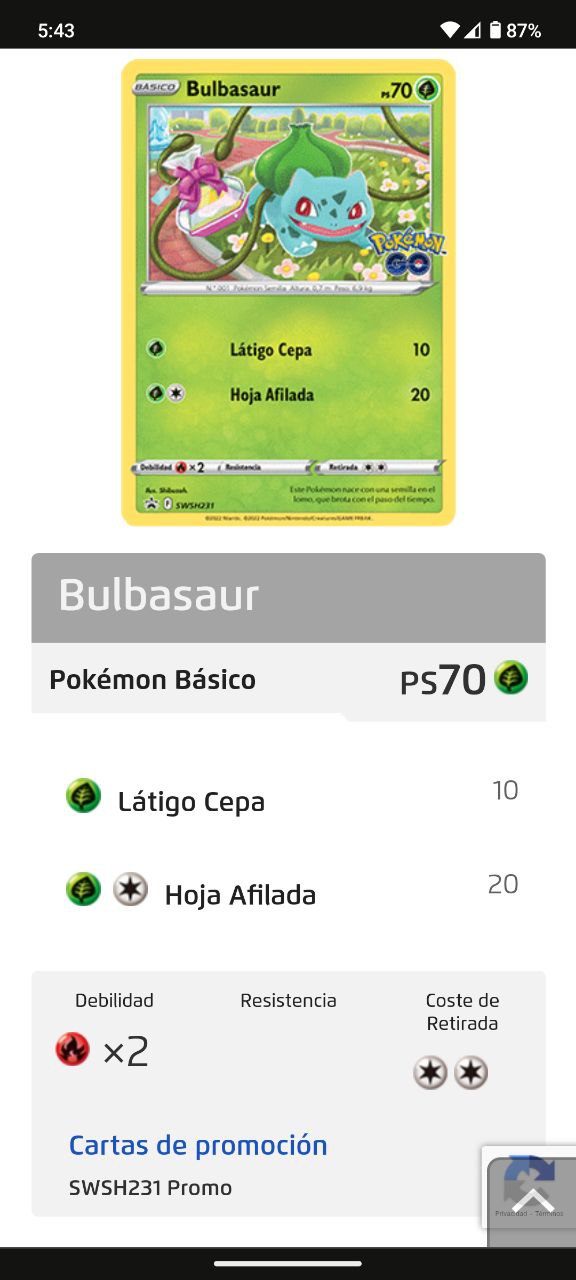 5:43
87%
BÁSICO Bulbasaur PS70
Pokémon
GO
N.º 001 Pokémon Semilla Altura: 0,7 m Peso: 6,9 kg
Látigo Cepa 10
Hoja Afilada 20
Debilidad ×2 Resistencia Retirada
Este Pokémon nace con una semilla en el
lomo, que brota con el paso del tiempo.
SWSH231
©2022 Niantic. ©2022 Pokémon/Nintendo/Creatures/GAME FREAK.
Bulbasaur
Pokémon Básico PS70
Látigo Cepa 10
Hoja Afilada 20
Debilidad Resistencia Coste de
Retirada
×2
Cartas de promoción
SWSH231 Promo
Privacidad - Términos